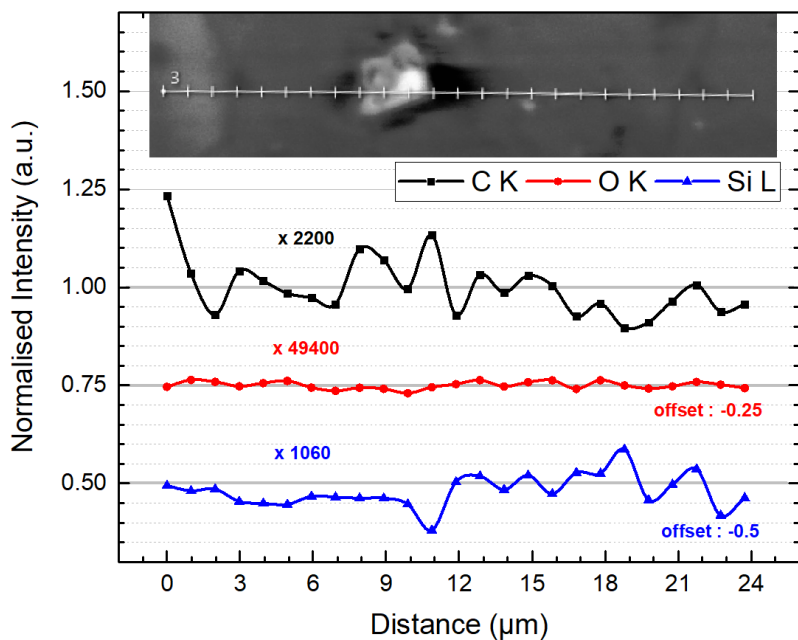 3
1.50
C K O K Si L
1.25
x 2200
1.00
x 49400
0.75
offset : -0.25
x 1060
0.50
offset : -0.5
0 3 6 9 12 15 18 21 24
Distance (µm)
Normalised Intensity (a.u.)